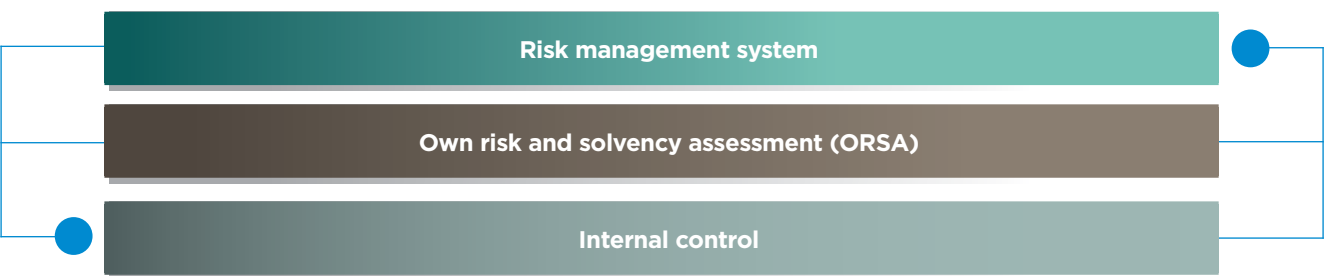 Risk management system
Own risk and solvency assessment (ORSA)
Internal control